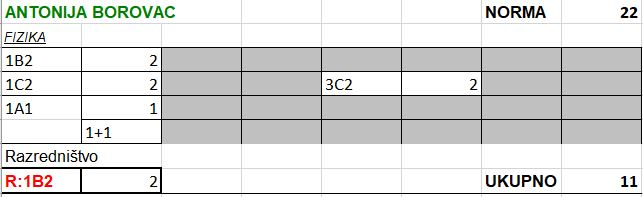 ANTONIJA BOROVAC NORMA 22
FIZIKA
1B2 2
1C2 2 3C2 2
1A1 1
1+1
Razredništvo
R:1B2 2 UKUPNO 11